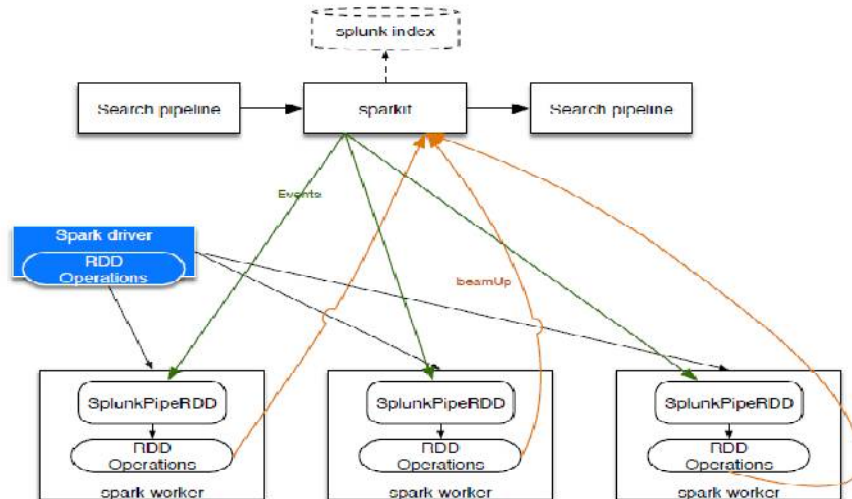 splunk index
Search pipeline
sparkit
Search pipeline
Events
Spark driver
RDD
Operations
beamUp
SplunkPipeRDD
SplunkPipeRDD
SplunkPipeRDD
RDD
Operations
RDD
Operations
RDD
Operations
spark worker
spark worker
spark worker